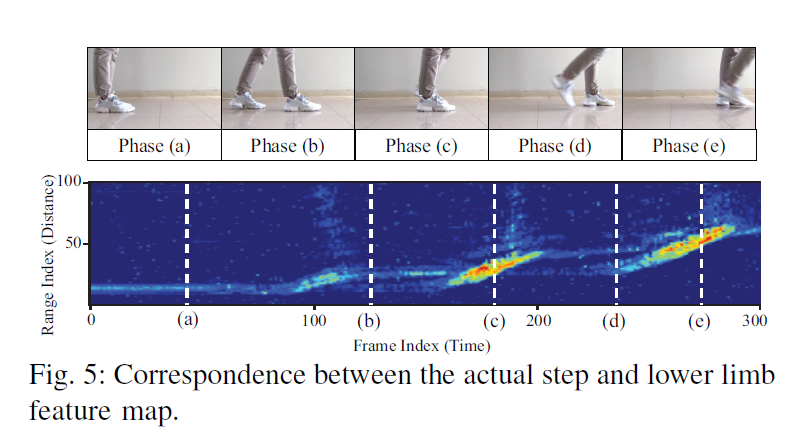 Phase (a) Phase (b) Phase (c) Phase (d) Phase (e)
Range Index (Distance)
100
50
0 (a) 100 (b) (c) 200 (d) (e) 300
Frame Index (Time)
Fig. 5: Correspondence between the actual step and lower limb
feature map.